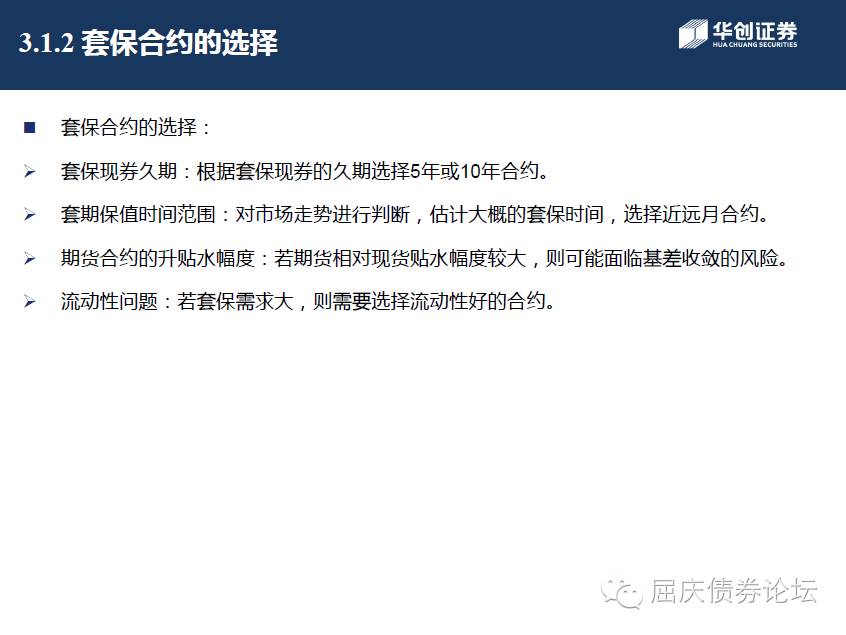 3.1.2 套保合约的选择
华创证券
HUA CHUANG SECURITIES
套保合约的选择：
套保现券久期：根据套保现券的久期选择5年或10年合约。
套期保值时间范围：对市场走势进行判断，估计大概的套保时间，选择近远月合约。
期货合约的升贴水幅度：若期货相对现货贴水幅度较大，则可能面临基差收敛的风险。
流动性问题：若套保需求大，则需要选择流动性好的合约。
屈庆债券论坛